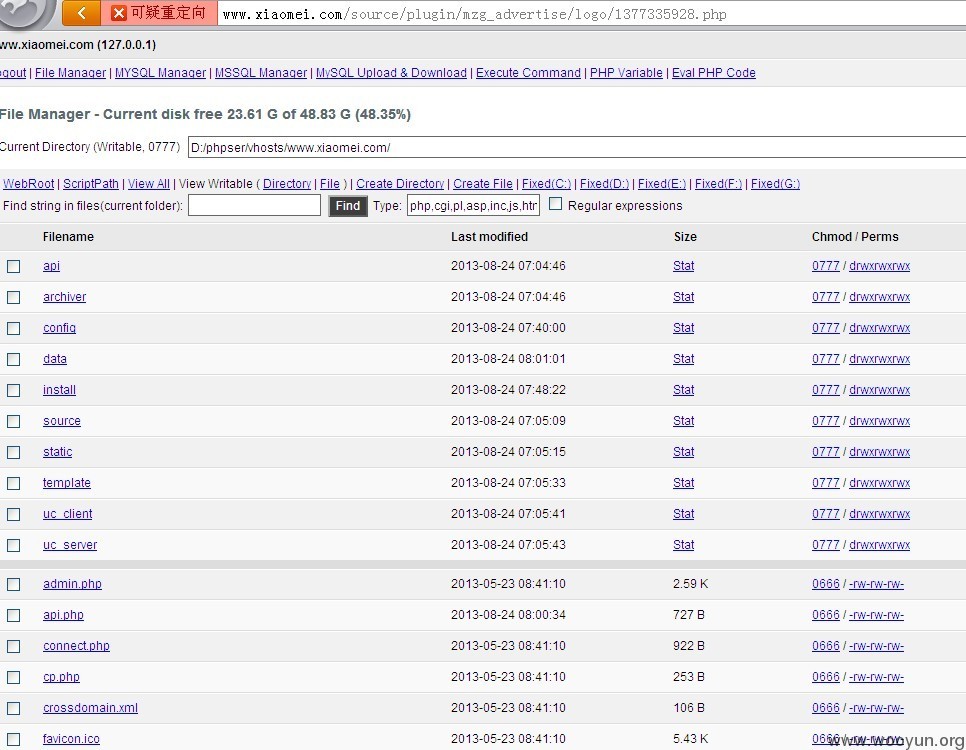 可疑重定向 www.xiaomei.com/source/plugin/mzg_advertise/logo/1377335928.php
ww.xiaomei.com (127.0.0.1)
ogout | File Manager | MYSQL Manager | MSSQL Manager | MySQL Upload & Download | Execute Command | PHP Variable | Eval PHP Code
File Manager - Current disk free 23.61 G of 48.83 G (48.35%)
Current Directory (Writable, 0777) D:/phpser/vhosts/www.xiaomei.com/
WebRoot | ScriptPath | View All | View Writable ( Directory | File ) | Create Directory | Create File | Fixed(C:) | Fixed(D:) | Fixed(E:) | Fixed(F:) | Fixed(G:)
Find string in files(current folder): Find Type: php,cgi,pl,asp,inc,js,htr Regular expressions
Filename Last modified Size Chmod / Perms
api 2013-08-24 07:04:46 Stat 0777 / drwxrwxrwx
archiver 2013-08-24 07:04:46 Stat 0777 / drwxrwxrwx
config 2013-08-24 07:40:00 Stat 0777 / drwxrwxrwx
data 2013-08-24 08:01:01 Stat 0777 / drwxrwxrwx
install 2013-08-24 07:48:22 Stat 0777 / drwxrwxrwx
source 2013-08-24 07:05:09 Stat 0777 / drwxrwxrwx
static 2013-08-24 07:05:15 Stat 0777 / drwxrwxrwx
template 2013-08-24 07:05:33 Stat 0777 / drwxrwxrwx
uc_client 2013-08-24 07:05:41 Stat 0777 / drwxrwxrwx
uc_server 2013-08-24 07:05:43 Stat 0777 / drwxrwxrwx
admin.php 2013-05-23 08:41:10 2.59 K 0666 / -rw-rw-rw-
api.php 2013-08-24 08:00:34 727 B 0666 / -rw-rw-rw-
connect.php 2013-05-23 08:41:10 922 B 0666 / -rw-rw-rw-
cp.php 2013-05-23 08:41:10 253 B 0666 / -rw-rw-rw-
crossdomain.xml 2013-05-23 08:41:10 106 B 0666 / -rw-rw-rw-
favicon.ico 2013-05-23 08:41:10 5.43 K 0666 / -rw-rw-rw-
www.wooyun.org